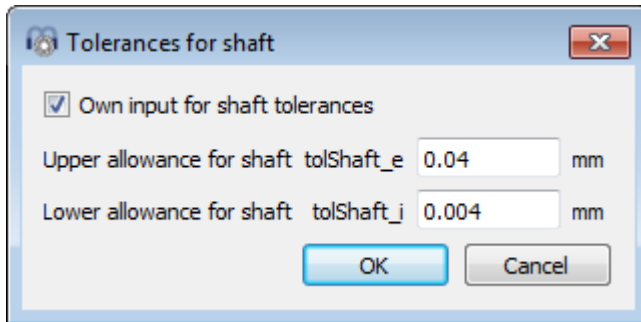 Tolerances for shaft
Own input for shaft tolerances
Upper allowance for shaft tolShaft_e 0.04 mm
Lower allowance for shaft tolShaft_i 0.004 mm
OK Cancel